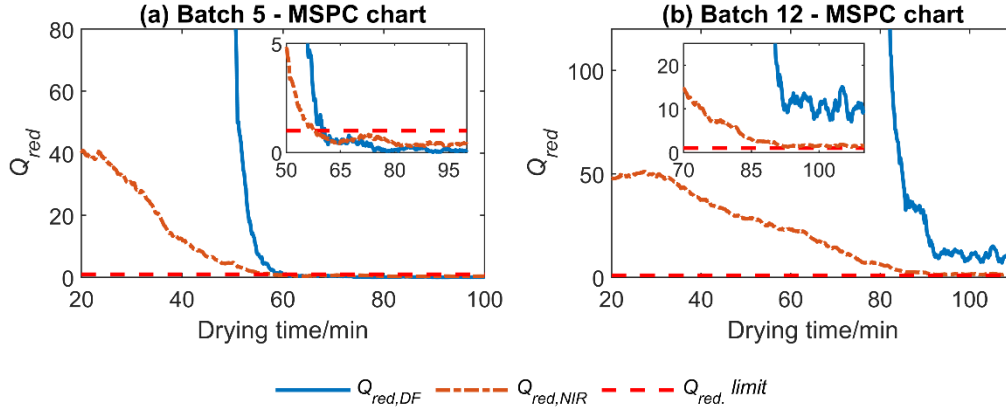 (a) Batch 5 - MSPC chart
Q_red
80
60
40
20
0
20 40 60 80 100
Drying time/min
5
0
50 65 80 95
(b) Batch 12 - MSPC chart
Q_red
100
50
0
20 40 60 80 100
Drying time/min
20
10
0
70 80 90 100
Q_red,DF Q_red,NIR Q_red. limit